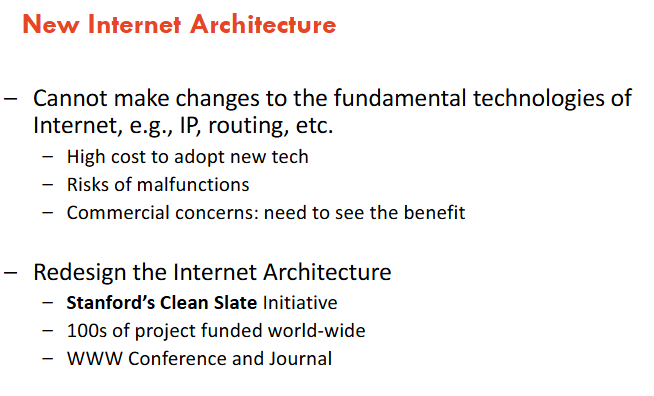 New Internet Architecture
– Cannot make changes to the fundamental technologies of
Internet, e.g., IP, routing, etc.
– High cost to adopt new tech
– Risks of malfunctions
– Commercial concerns: need to see the benefit
– Redesign the Internet Architecture
– Stanford's Clean Slate Initiative
– 100s of project funded world-wide
– WWW Conference and Journal